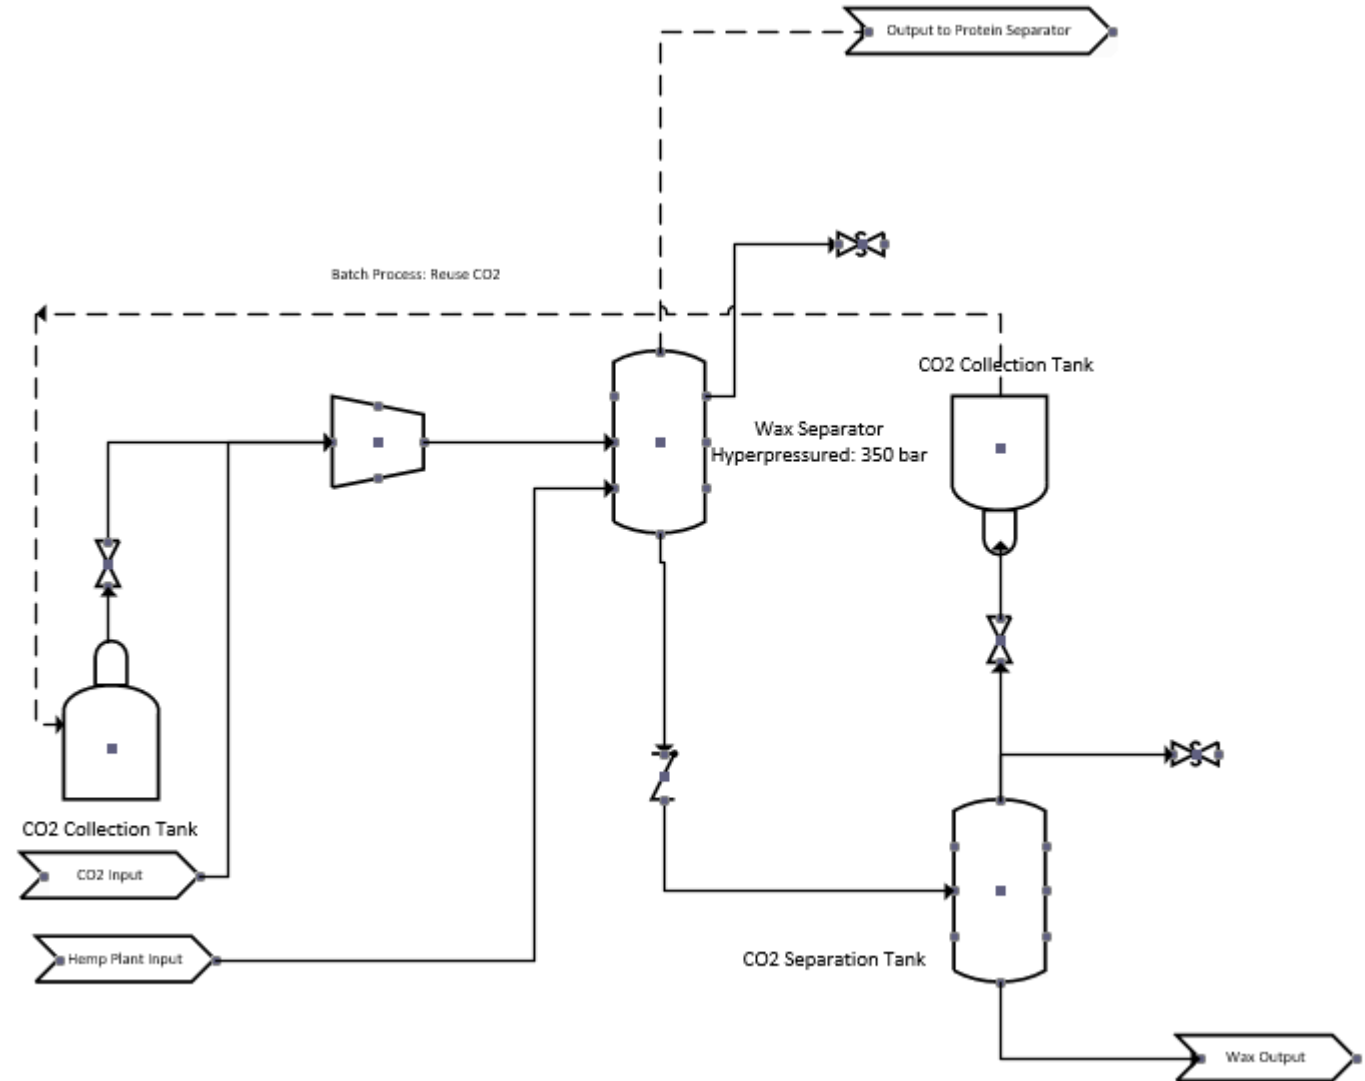 Output to Protein Separator
Batch Process: Reuse CO2
CO2 Collection Tank
Wax Separator
Hyperpressured: 350 bar
CO2 Collection Tank
CO2 Input
Hemp Plant Input
CO2 Separation Tank
Wax Output